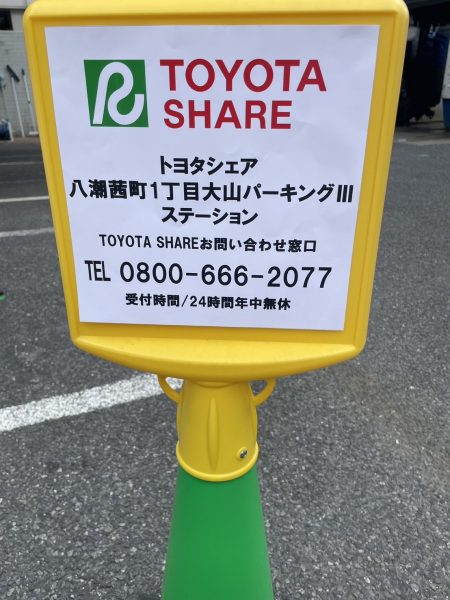 TOYOTA
SHARE
トヨタシェア
八潮茜町1丁目大山パーキングⅢ
ステーション
TOYOTA SHAREお問い合わせ窓口
TEL 0800-666-2077
受付時間/24時間年中無休